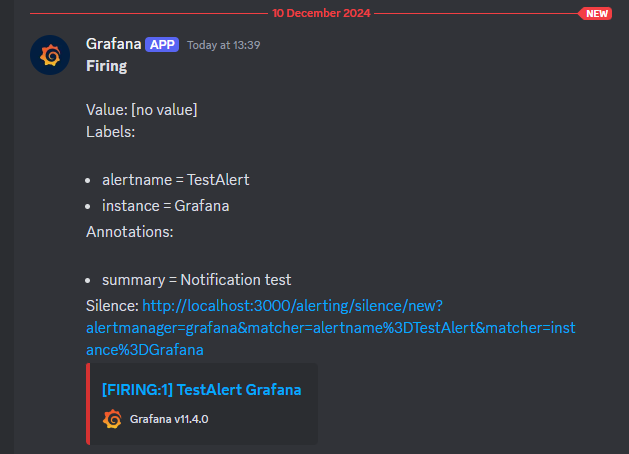 10 December 2024 NEW
Grafana APP Today at 13:39
Firing
Value: [no value]
Labels:
• alertname = TestAlert
• instance = Grafana
Annotations:
• summary = Notification test
Silence: http://localhost:3000/alerting/silence/new?
alertmanager=grafana&matcher=alertname%3DTestAlert&matcher=inst
ance%3DGrafana
[FIRING:1] TestAlert Grafana
Grafana v11.4.0